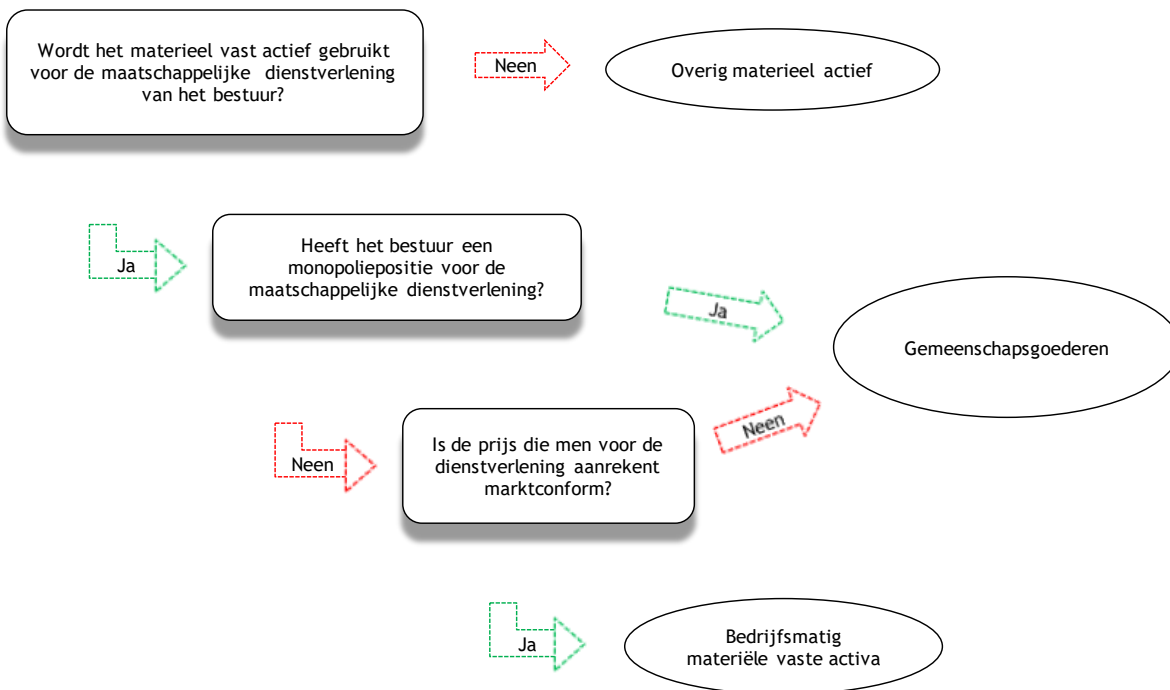 Wordt het materieel vast actief gebruikt
voor de maatschappelijke dienstverlening
van het bestuur?
Neen
Overig materieel actief
Ja
Heeft het bestuur een
monopoliepositie voor de
maatschappelijke dienstverlening?
Ja
Gemeenschapsgoederen
Neen
Is de prijs die men voor de
dienstverlening aanrekent
marktconform?
Neen
Ja
Bedrijfsmatig
materiële vaste activa